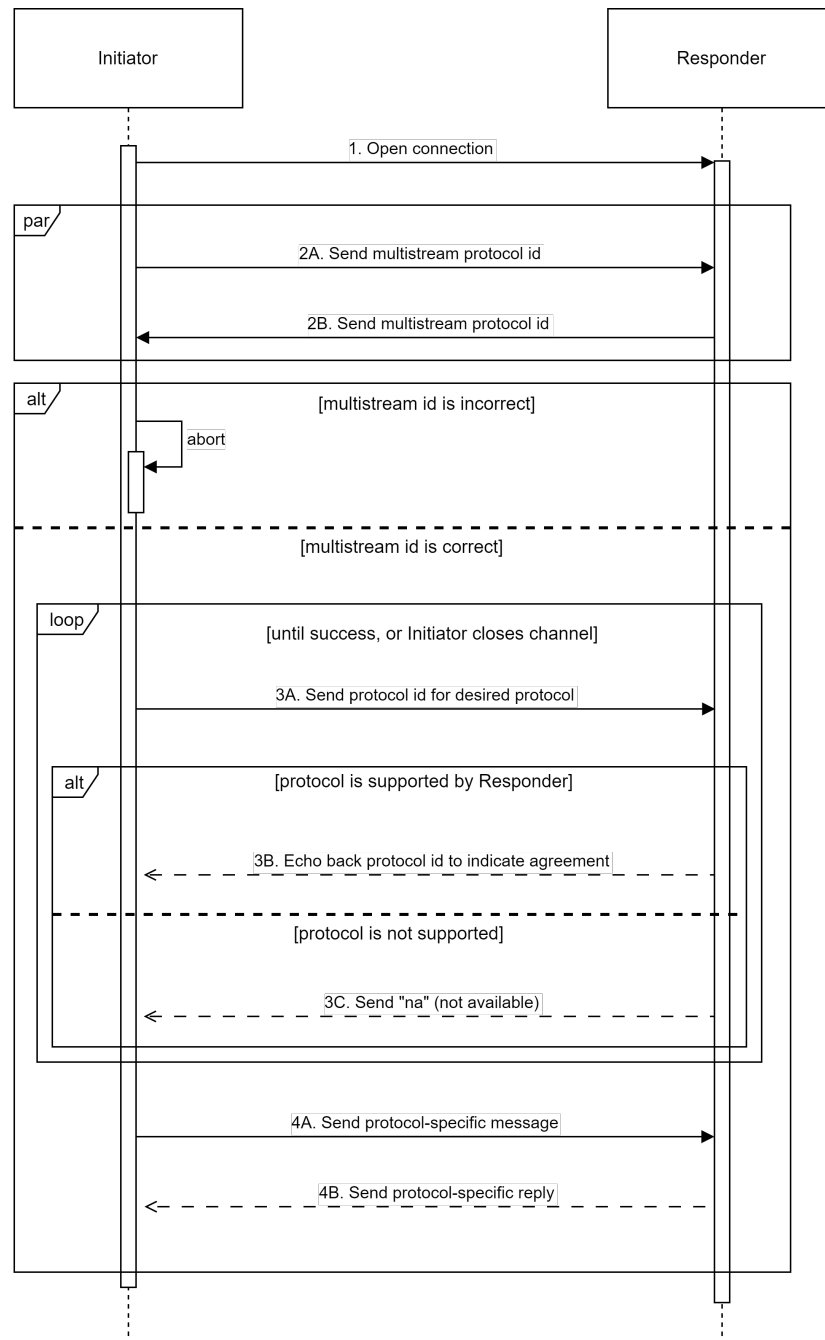 Initiator
Responder
1. Open connection
par
2A. Send multistream protocol id
2B. Send multistream protocol id
alt
[multistream id is incorrect]
abort
[multistream id is correct]
loop
[until success, or Initiator closes channel]
3A. Send protocol id for desired protocol
alt
[protocol is supported by Responder]
3B. Echo back protocol id to indicate agreement
[protocol is not supported]
3C. Send "na" (not available)
4A. Send protocol-specific message
4B. Send protocol-specific reply